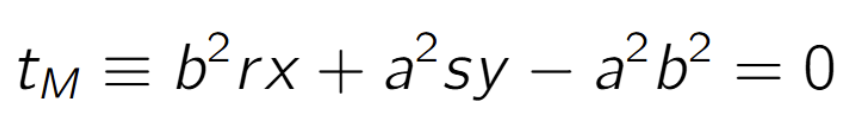 t_M ≡ b²rx + a²sy − a²b² = 0